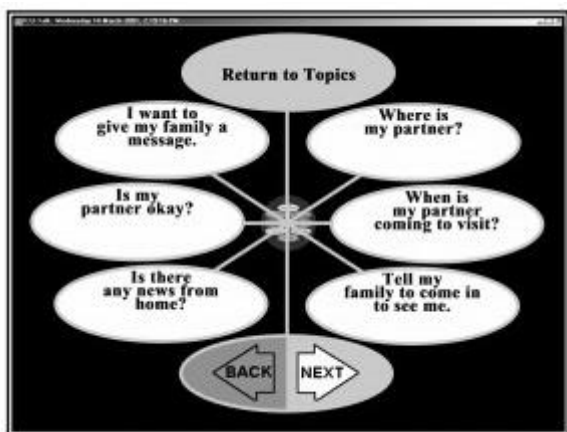 Return to Topics
I want to
give my family a
message.
Where is
my partner?
Is my
partner okay?
When is
my partner
coming to visit?
Is there
any news from
home?
Tell my
family to come in
to see me.
BACK
NEXT